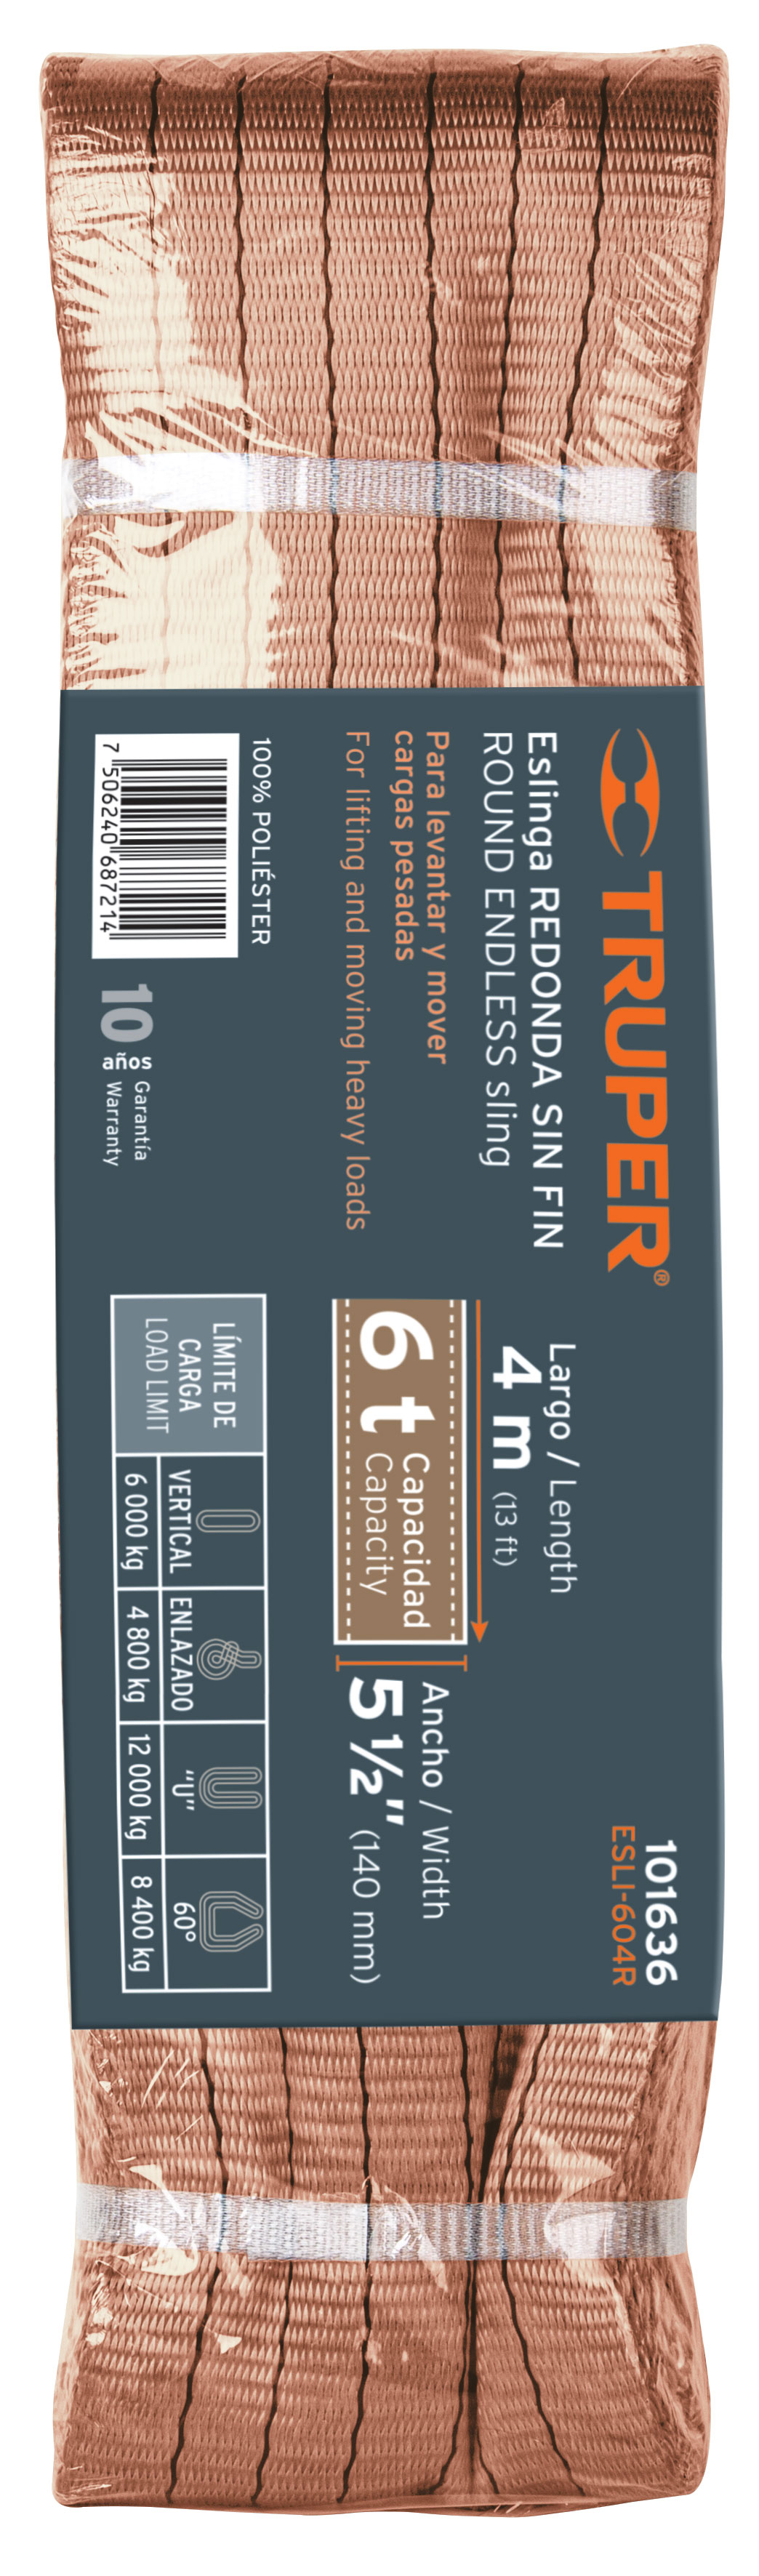 TRUPER®
101636
ESLI-604R
Eslinga REDONDA SIN FIN
ROUND ENDLESS sling
Para levantar y mover
cargas pesadas
For lifting and moving heavy loads
Largo / Length
4 m (13 ft)
6 t Capacidad
Capacity
Ancho / Width
5 ½" (140 mm)
100% POLIÉSTER
7 506240 687214
10 años
Garantía
Warranty
LÍMITE DE
CARGA
LOAD LIMIT
VERTICAL ENLAZADO "U" 60°
6 000 kg 4 800 kg 12 000 kg 8 400 kg